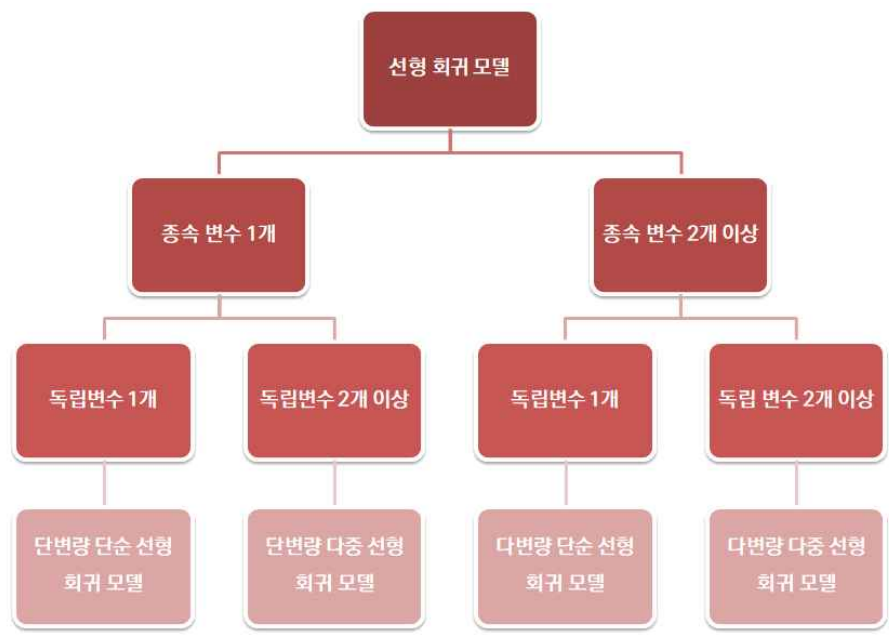 선형 회귀 모델
종속 변수 1개
종속 변수 2개 이상
독립변수 1개
독립변수 2개 이상
독립변수 1개
독립 변수 2개 이상
단변량 단순 선형
회귀 모델
단변량 다중 선형
회귀 모델
다변량 단순 선형
회귀 모델
다변량 다중 선형
회귀 모델